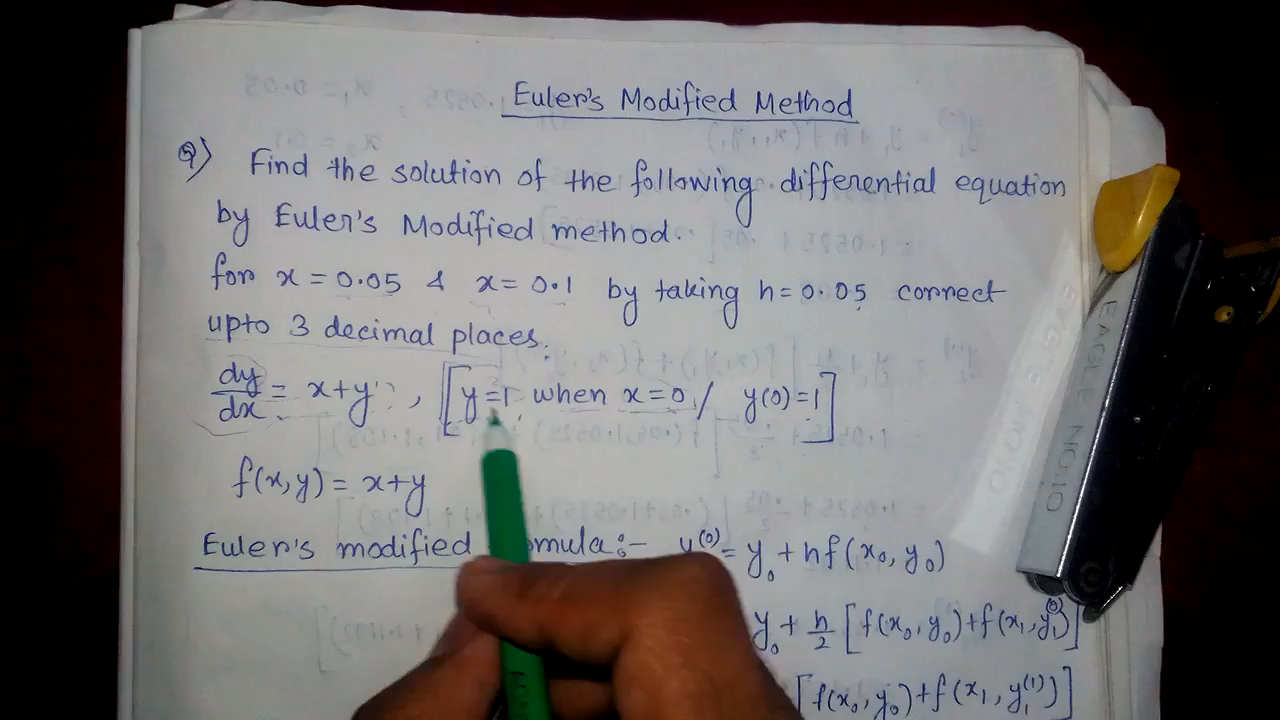 Euler's Modified Method
Q) Find the solution of the following differential equation
by Euler's Modified method.
for x = 0.05 & x = 0.1 by taking h = 0.05 correct
upto 3 decimal places.
dy/dx = x+y , [y=1 when x=0 / y(0)=1]
f(x,y) = x+y
Euler's modified :- = y₀ + hf(x₀, y₀)
y₀ + h/2 [f(x₀, y₀)+f(x₁, y₁⁽⁰⁾)]
[f(x₀, y₀)+f(x₁, y₁⁽¹⁾)]
EAGLE NO.10